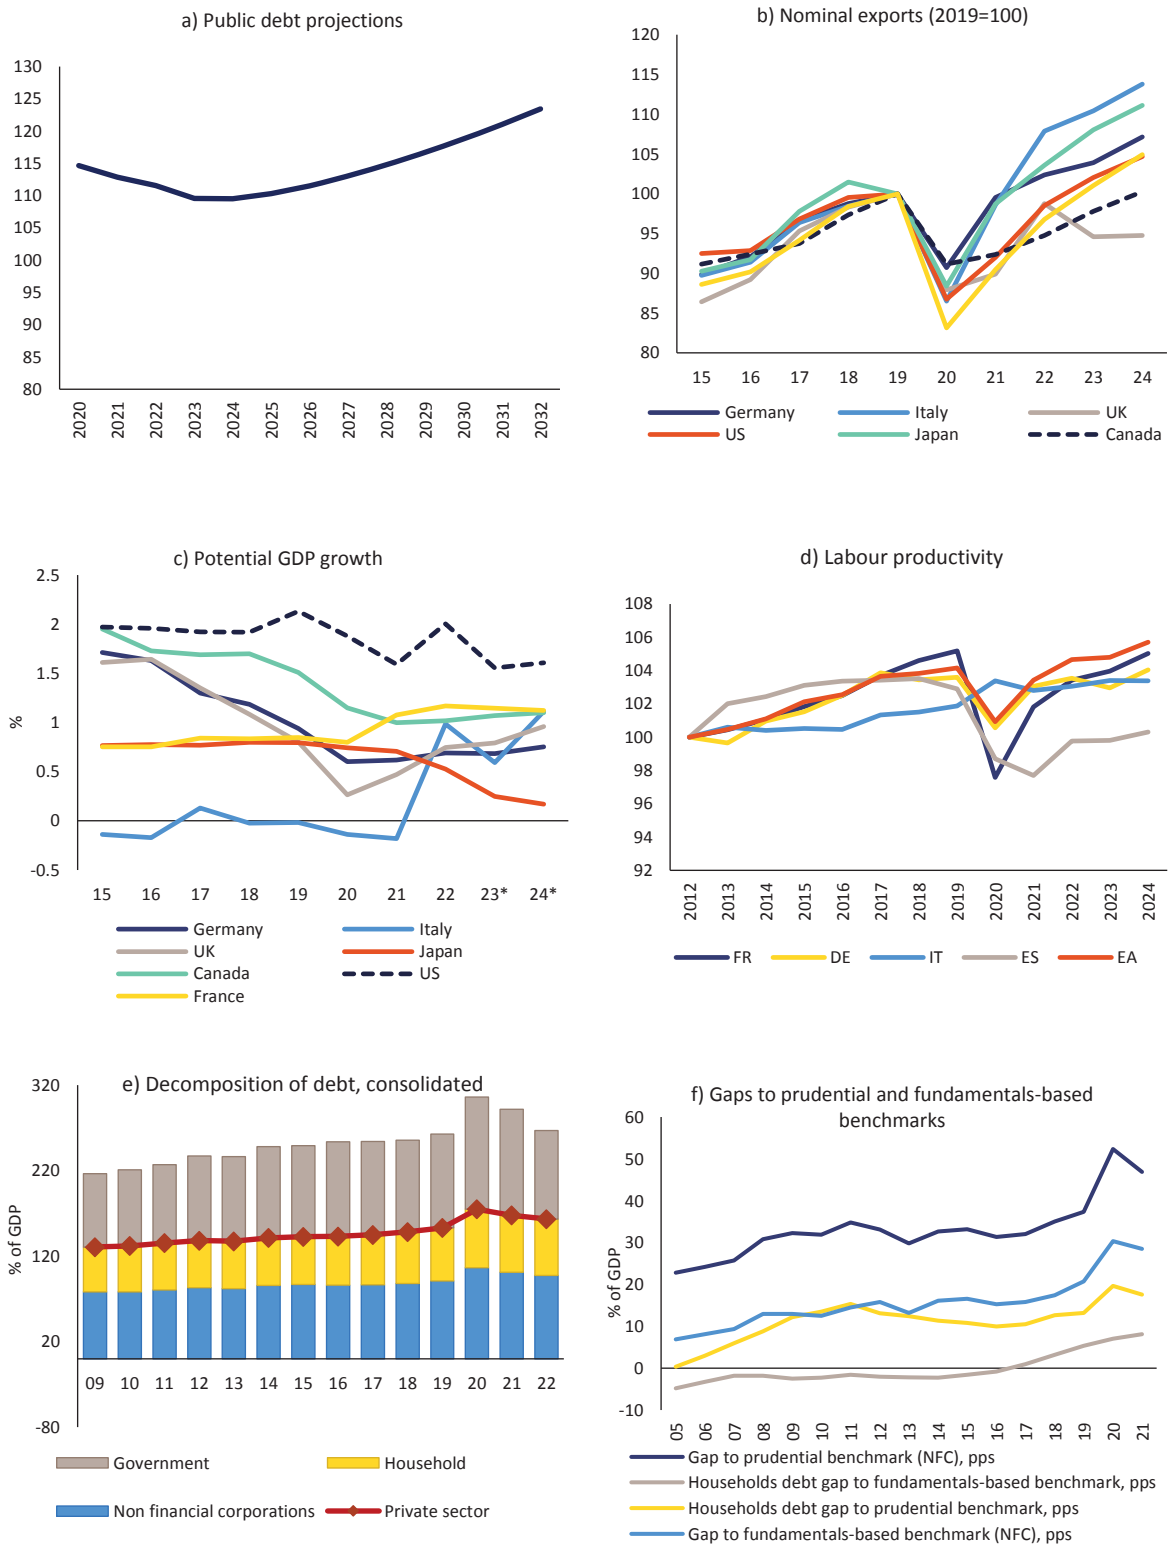 a) Public debt projections
130
125
120
115
110
105
100
95
90
85
80
2020 2021 2022 2023 2024 2025 2026 2027 2028 2029 2030 2031 2032
b) Nominal exports (2019=100)
120
115
110
105
100
95
90
85
80
15 16 17 18 19 20 21 22 23 24
Germany Italy UK
US Japan Canada
c) Potential GDP growth
%
2.5
2
1.5
1
0.5
0
-0.5
15 16 17 18 19 20 21 22 23* 24*
Germany Italy
UK Japan
Canada US
France
d) Labour productivity
108
106
104
102
100
98
96
94
92
2012 2013 2014 2015 2016 2017 2018 2019 2020 2021 2022 2023 2024
FR DE IT ES EA
e) Decomposition of debt, consolidated
% of GDP
320
220
120
20
-80
09 10 11 12 13 14 15 16 17 18 19 20 21 22
Government Household
Non financial corporations Private sector
f) Gaps to prudential and fundamentals-based
benchmarks
% of GDP
60
50
40
30
20
10
0
-10
05 06 07 08 09 10 11 12 13 14 15 16 17 18 19 20 21
Gap to prudential benchmark (NFC), pps
Households debt gap to fundamentals-based benchmark, pps
Households debt gap to prudential benchmark, pps
Gap to fundamentals-based benchmark (NFC), pps